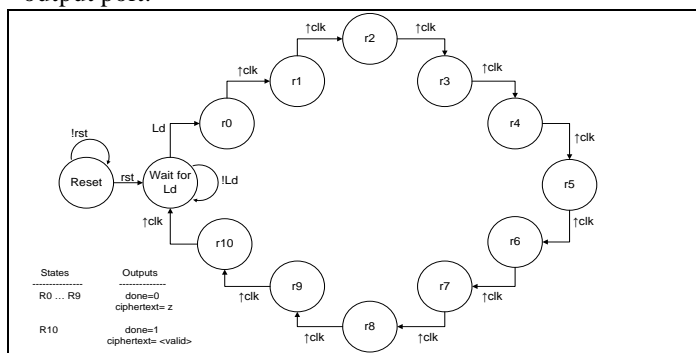 output port.
r2
↑clk
↑clk
r1
r3
↑clk
↑clk
r0
r4
Ld
↑clk
!rst
Reset
rst
Wait for
Ld
!Ld
r5
↑clk
↑clk
r10
r6
States
Outputs
---------------
--------------
↑clk
r9
r7
↑clk
R0 ... R9
done=0
ciphertext= z
↑clk
r8
↑clk
R10
done=1
ciphertext= <valid>